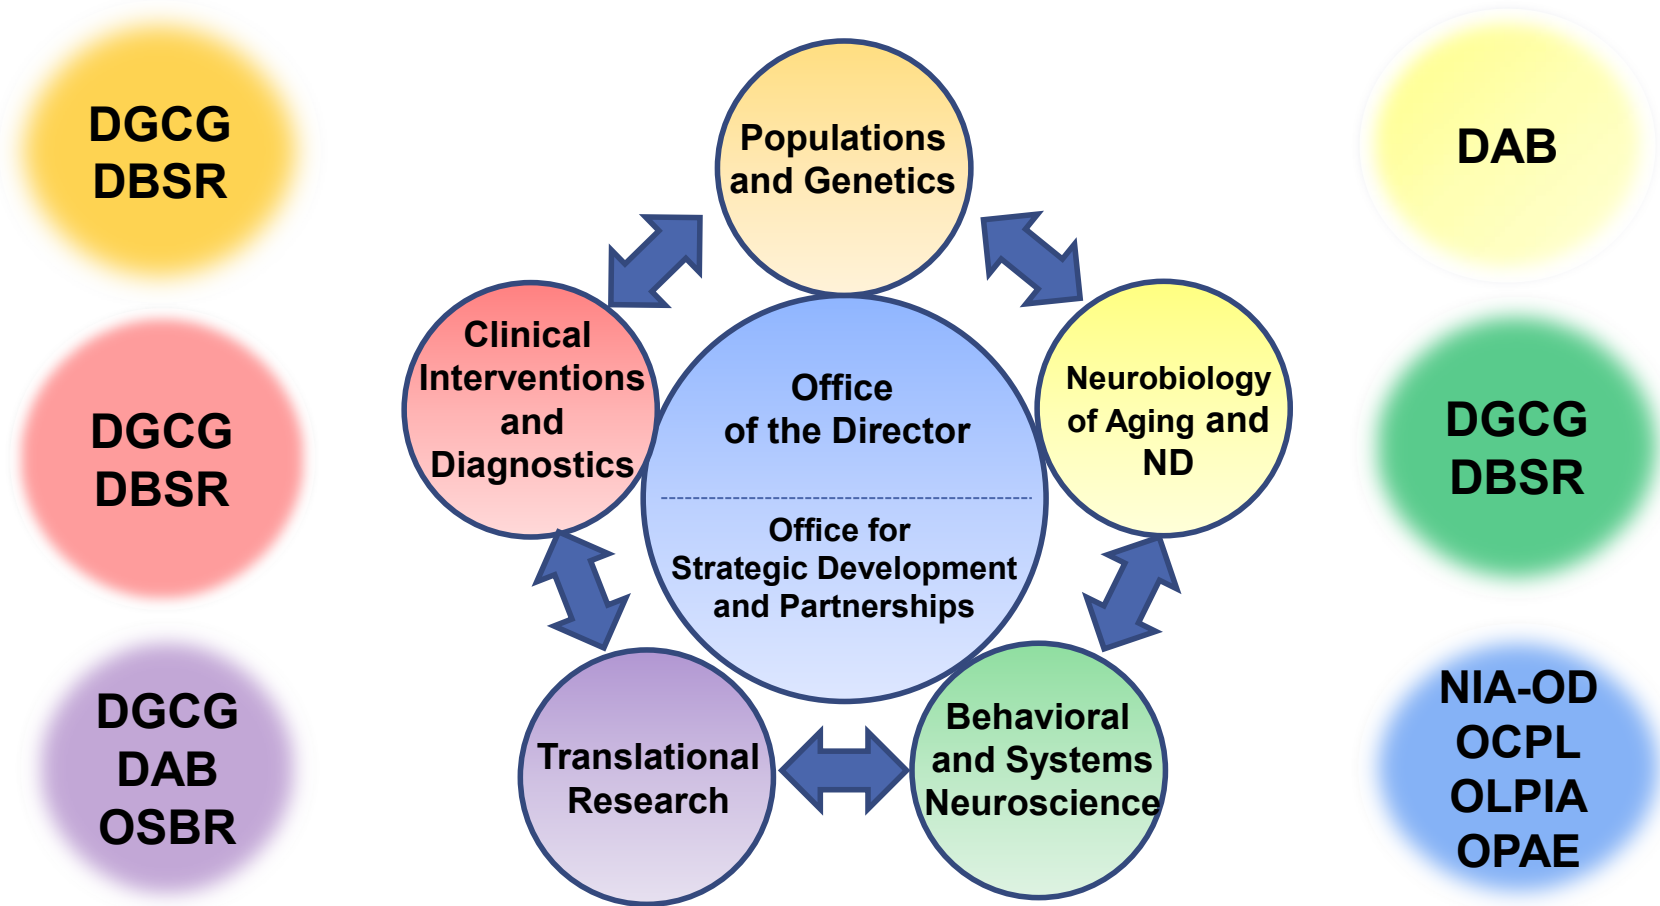 DGCG
DBSR
DGCG
DBSR
DGCG
DAB
OSBR
Populations
and Genetics
Clinical
Interventions
and
Diagnostics
Office
of the Director
Office for
Strategic Development
and Partnerships
Neurobiology
of Aging and
ND
Translational
Research
Behavioral
and Systems
Neuroscience
DAB
DGCG
DBSR
NIA-OD
OCPL
OLPIA
OPAE